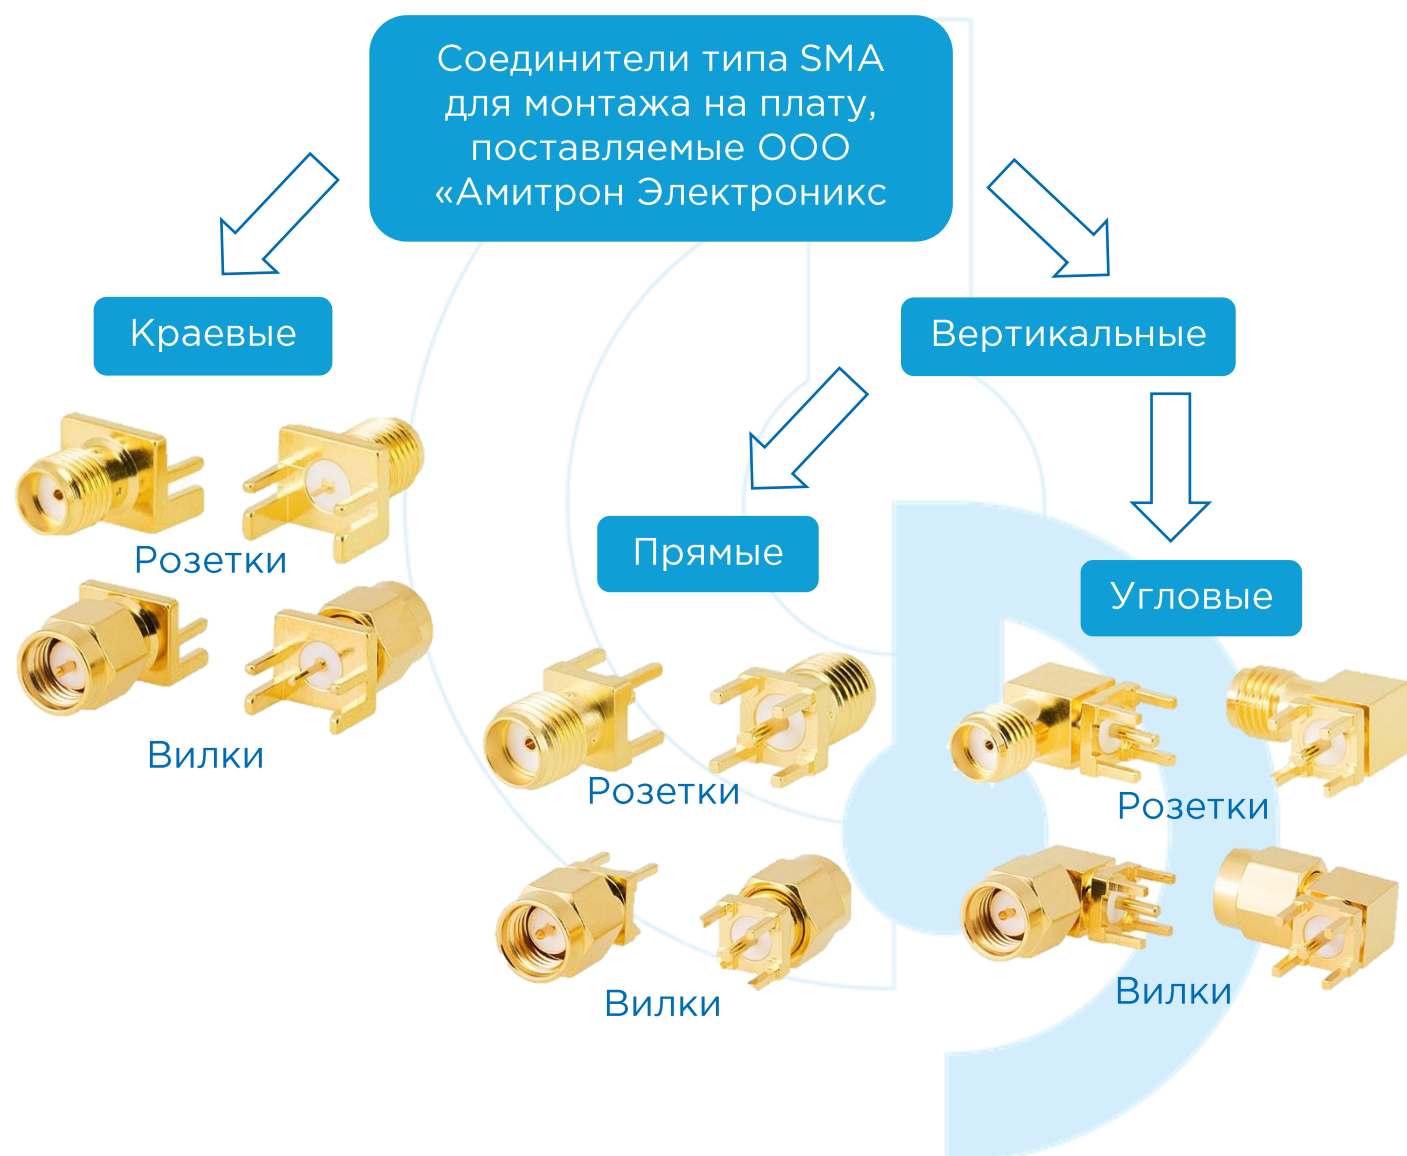 Соединители типа SMA
для монтажа на плату,
поставляемые ООО
«Амитрон Электроникс
Краевые
Вертикальные
Прямые
Угловые
Розетки
Вилки
Розетки
Вилки
Розетки
Вилки